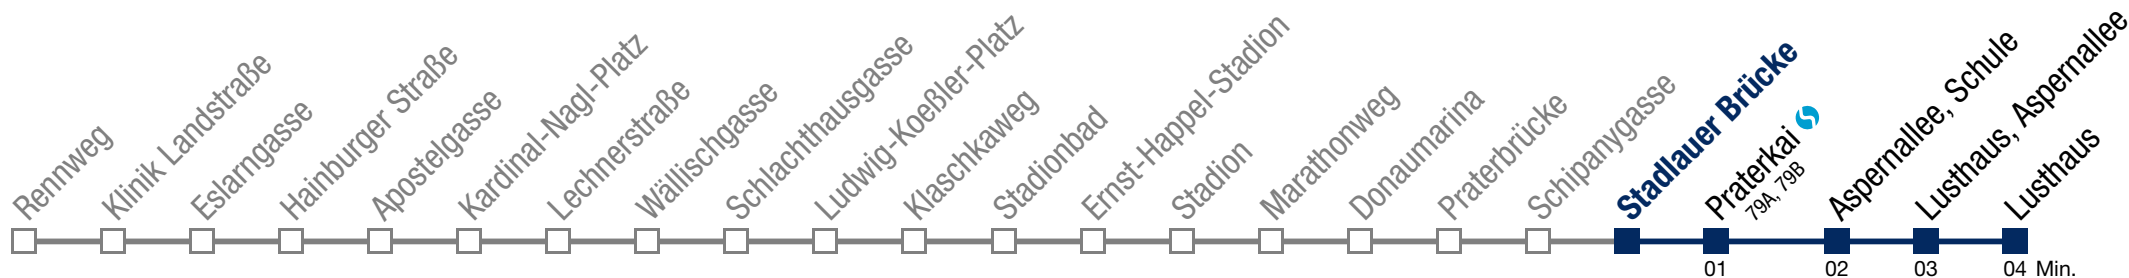 Rennweg
Klinik Landstraße
Eslarngasse
Hainburger Straße
Apostelgasse
Kardinal-Nagl-Platz
Lechnerstraße
Wällischgasse
Schlachthausgasse
Ludwig-Koeßler-Platz
Klaschkaweg
Stadionbad
Ernst-Happel-Stadion
Stadion
Marathonweg
Donaumarina
Praterbrücke
Schipanygasse
Stadlauer Brücke
Praterkai
79A, 79B
Aspernallee, Schule
Lusthaus, Aspernallee
Lusthaus
01 02 03 04 Min.